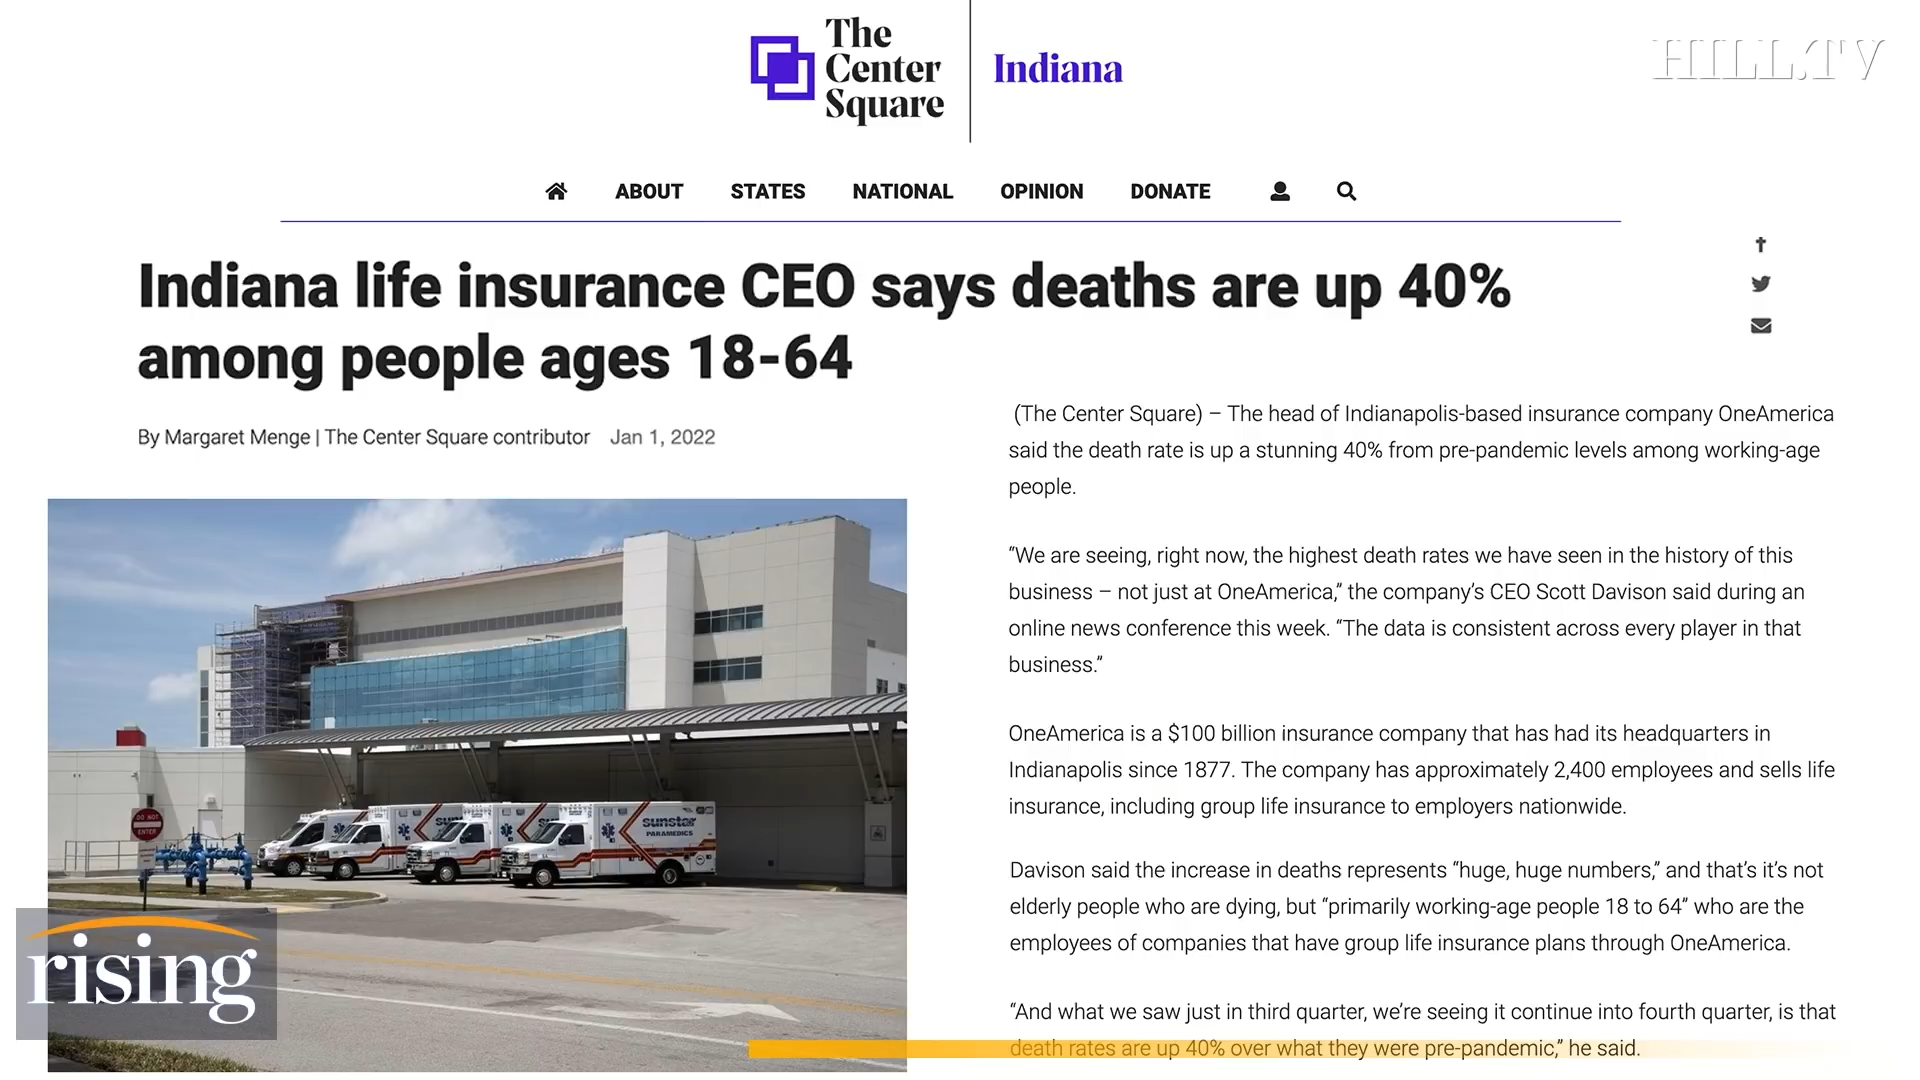 The
Center
Square
Indiana
HILL.TV
ABOUT STATES NATIONAL OPINION DONATE
Indiana life insurance CEO says deaths are up 40%
among people ages 18-64
By Margaret Menge | The Center Square contributor Jan 1, 2022
(The Center Square) – The head of Indianapolis-based insurance company OneAmerica
said the death rate is up a stunning 40% from pre-pandemic levels among working-age
people.
“We are seeing, right now, the highest death rates we have seen in the history of this
business – not just at OneAmerica,” the company’s CEO Scott Davison said during an
online news conference this week. “The data is consistent across every player in that
business.”
OneAmerica is a $100 billion insurance company that has had its headquarters in
Indianapolis since 1877. The company has approximately 2,400 employees and sells life
insurance, including group life insurance to employers nationwide.
Davison said the increase in deaths represents “huge, huge numbers,” and that’s it’s not
elderly people who are dying, but “primarily working-age people 18 to 64” who are the
employees of companies that have group life insurance plans through OneAmerica.
“And what we saw just in third quarter, we’re seeing it continue into fourth quarter, is that
death rates are up 40% over what they were pre-pandemic,” he said.
DO NOT
ENTER
sunstar
PARAMEDICS
rising